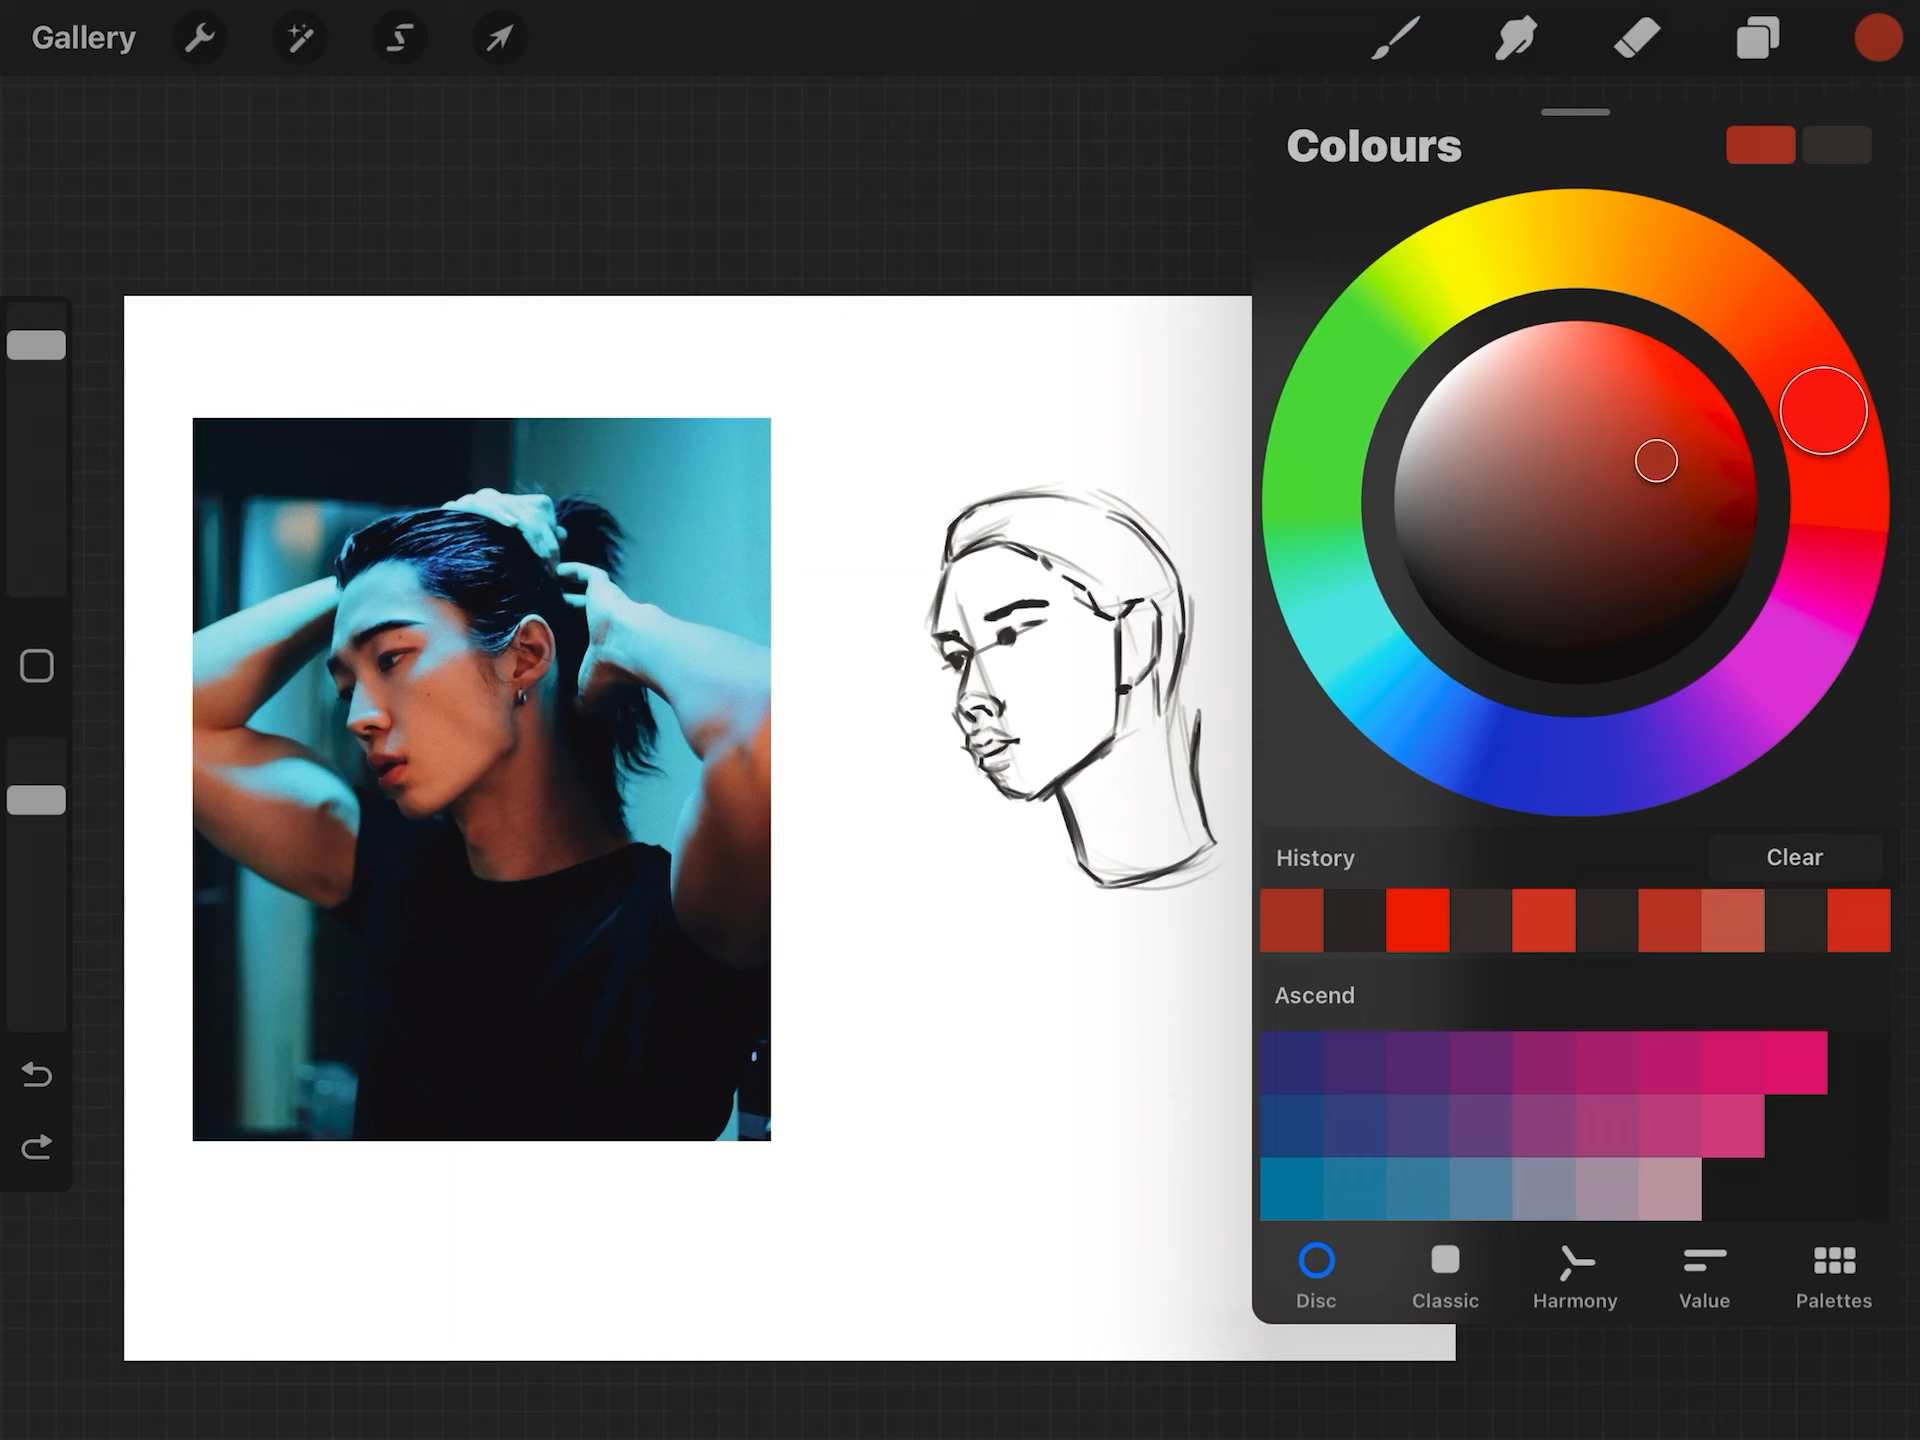 Gallery
Colours
History
Clear
Ascend
Disc
Classic
Harmony
Value
Palettes